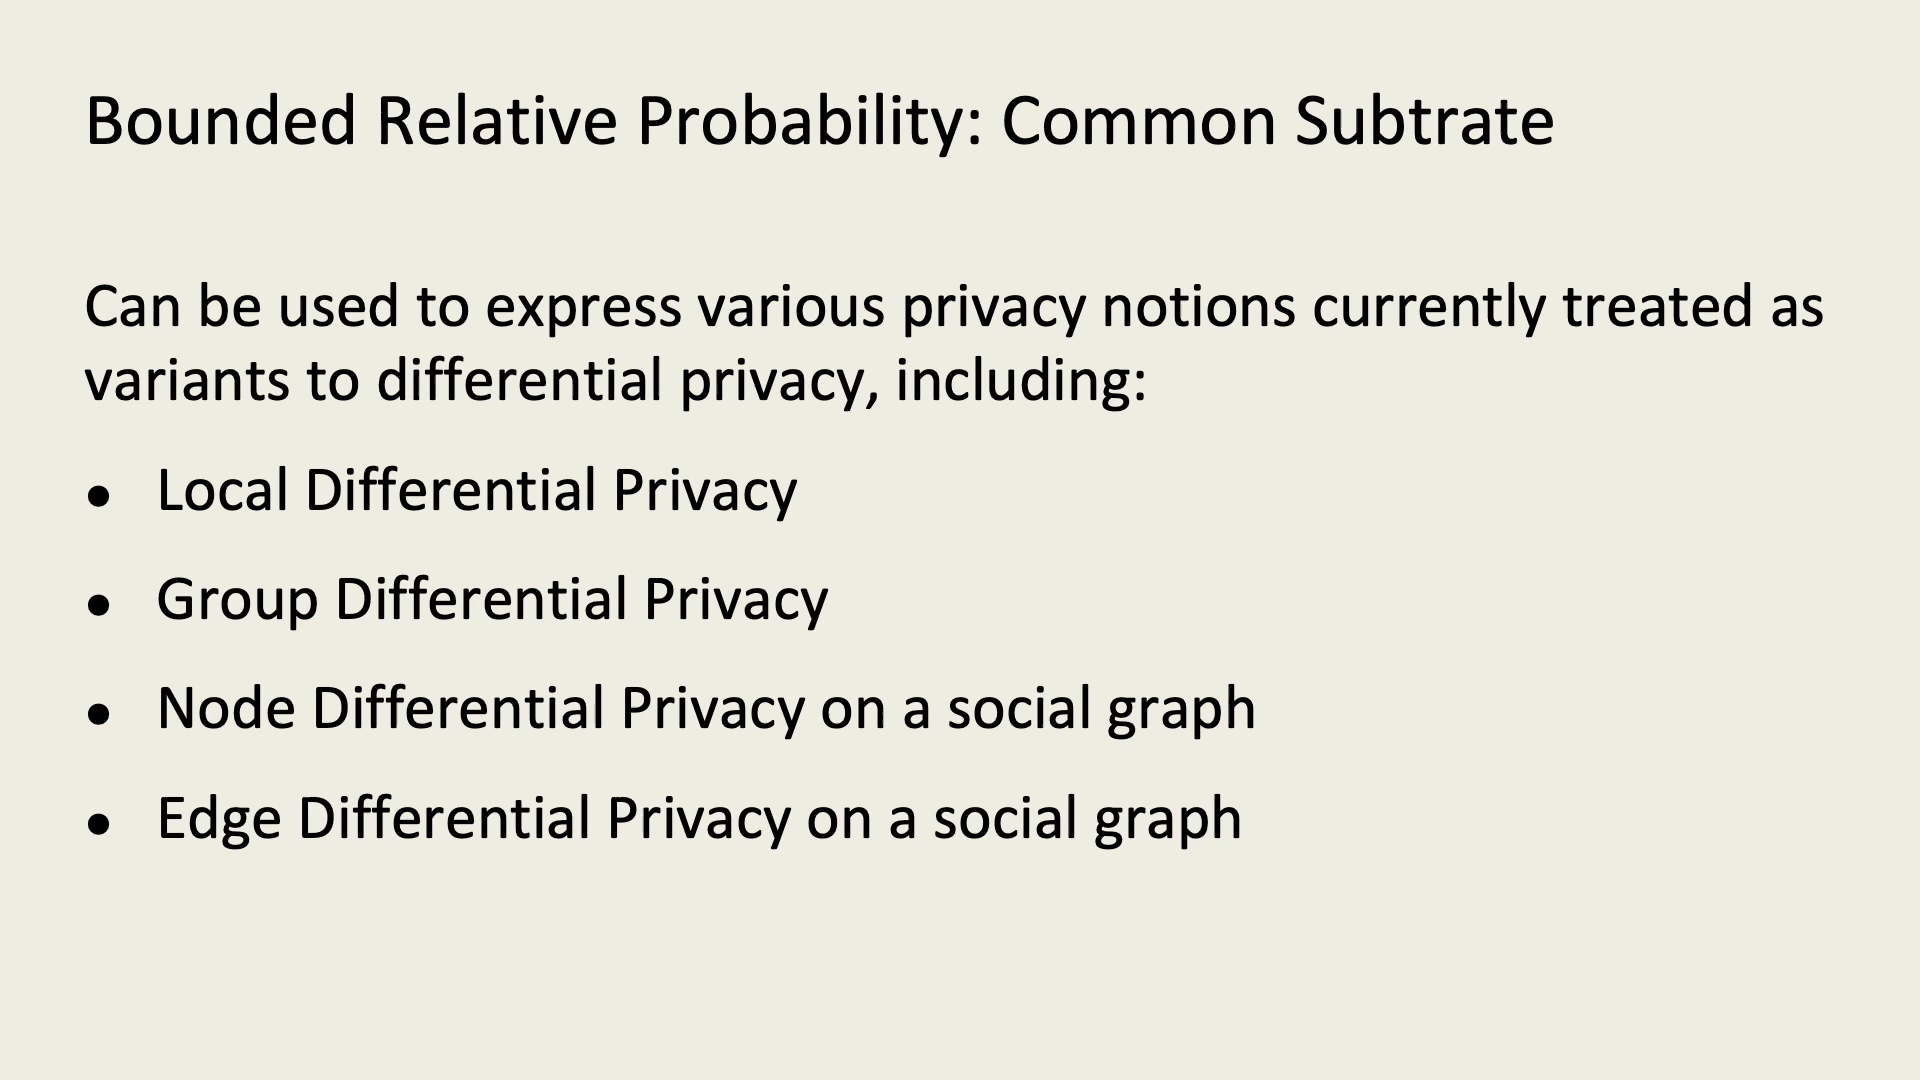 Bounded Relative Probability: Common Subtrate
Can be used to express various privacy notions currently treated as
variants to differential privacy, including:
● Local Differential Privacy
● Group Differential Privacy
● Node Differential Privacy on a social graph
● Edge Differential Privacy on a social graph